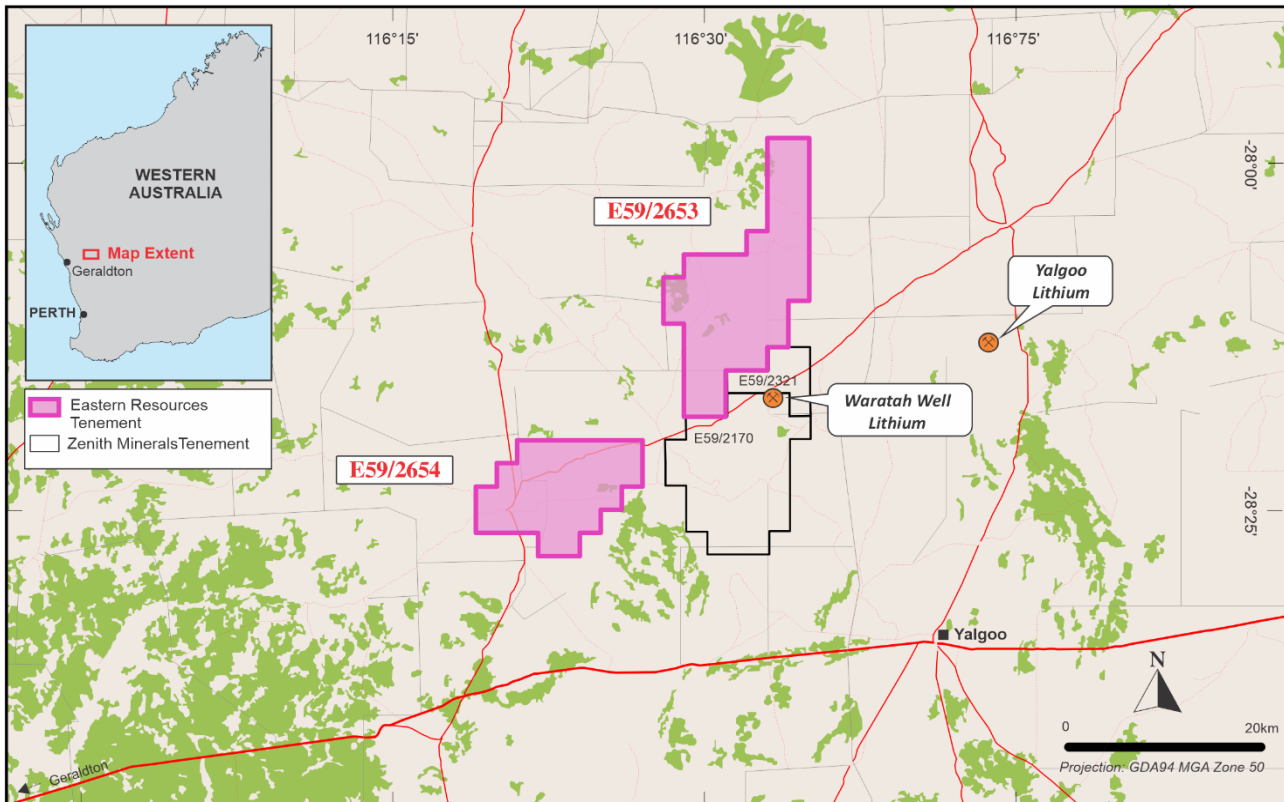 116°15'
116°30'
116°75'
WESTERN
AUSTRALIA
Map Extent
Geraldton
PERTH
Eastern Resources
Tenement
Zenith MineralsTenement
-28°00'
E59/2653
Yalgoo
Lithium
E59/2321
Waratah Well
Lithium
E59/2170
E59/2654
-28°25'
Yalgoo
N
0
20km
Projection: GDA94 MGA Zone 50
Geraldton